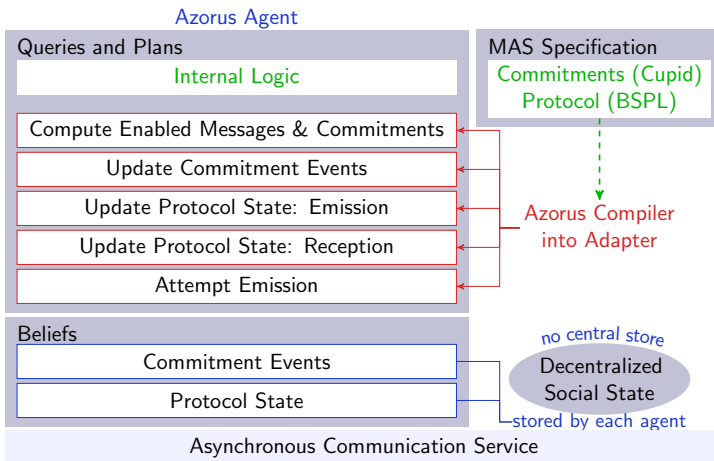 Azorus Agent
Queries and Plans
Internal Logic
Compute Enabled Messages & Commitments
Update Commitment Events
Update Protocol State: Emission
Update Protocol State: Reception
Attempt Emission
MAS Specification
Commitments (Cupid)
Protocol (BSPL)
Azorus Compiler
into Adapter
Beliefs
Commitment Events
Protocol State
no central store
Decentralized
Social State
stored by each agent
Asynchronous Communication Service